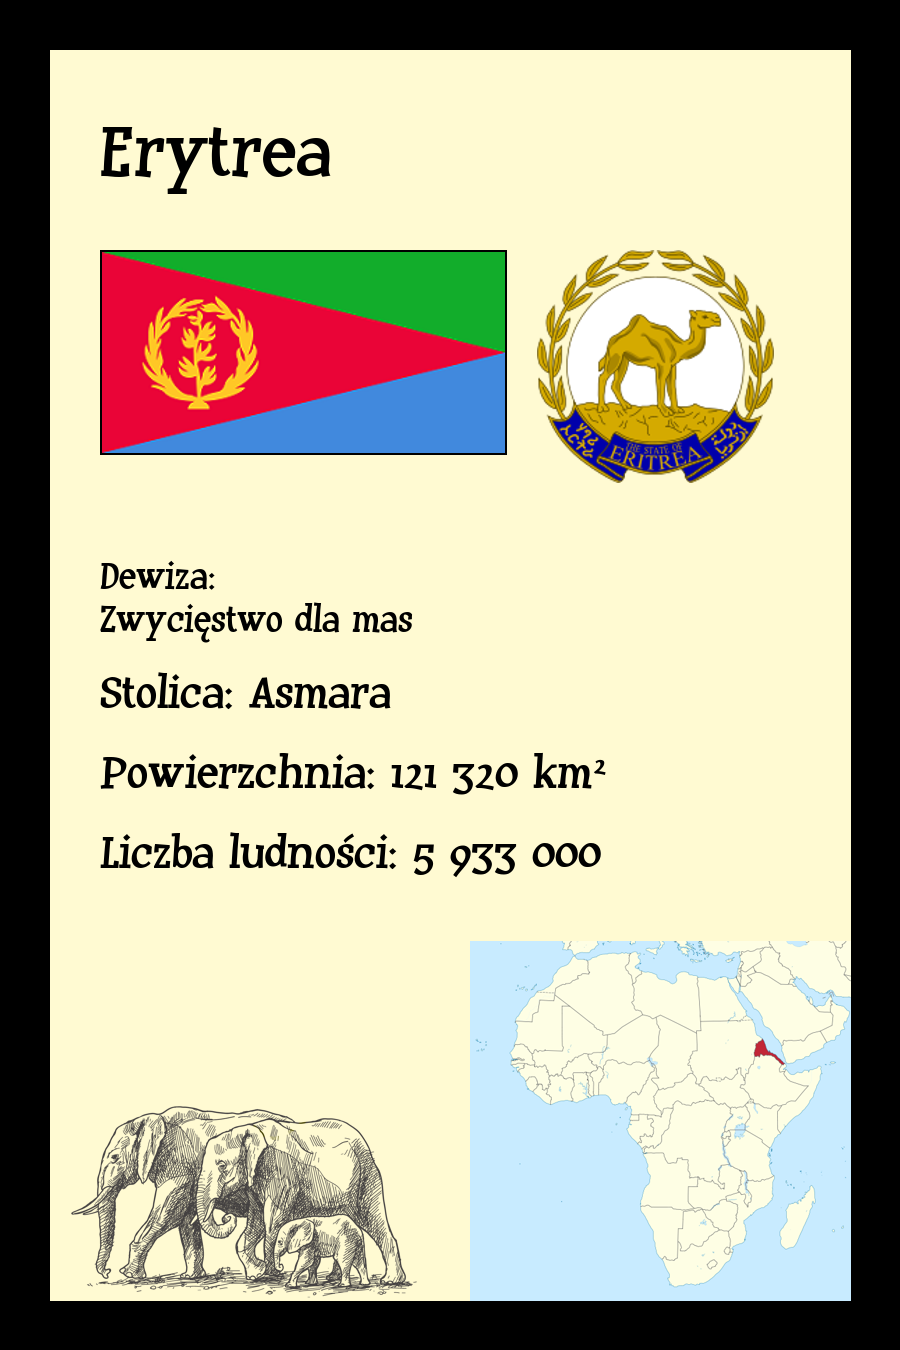 Erytrea
THE STATE OF
ERITREA
Dewiza:
Zwycięstwo dla mas
Stolica: Asmara
Powierzchnia: 121 320 km²
Liczba ludności: 5 933 000